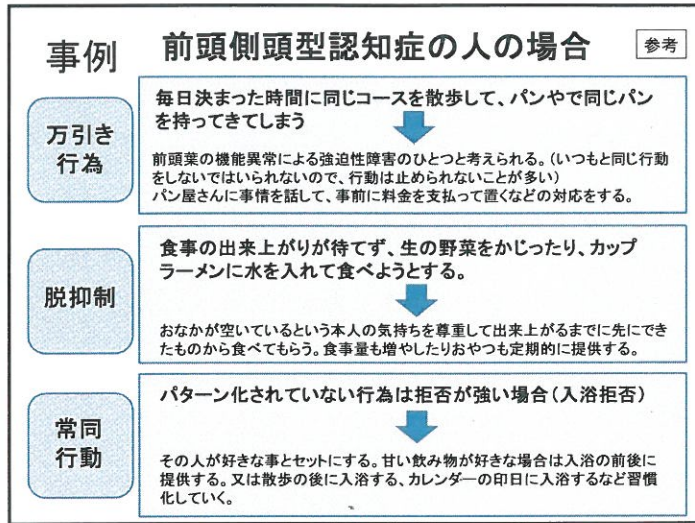 事例 前頭側頭型認知症の人の場合 参考
万引き
行為
毎日決まった時間に同じコースを散歩して、パンやで同じパン
を持ってきてしまう
前頭葉の機能異常による強迫性障害のひとつと考えられる。(いつもと同じ行動
をしないではいられないので、行動は止められないことが多い)
パン屋さんに事情を話して、事前に料金を支払って置くなどの対応をする。
脱抑制
食事の出来上がりが待てず、生の野菜をかじったり、カップ
ラーメンに水を入れて食べようとする。
おなかが空いているという本人の気持ちを尊重して出来上がるまでに先にでき
たものから食べてもらう。食事量も増やしたりおやつも定期的に提供する。
常同
行動
パターン化されていない行為は拒否が強い場合(入浴拒否)
その人が好きな事とセットにする。甘い飲み物が好きな場合は入浴の前後に
提供する。又は散歩の後に入浴する、カレンダーの印日に入浴するなど習慣
化していく。